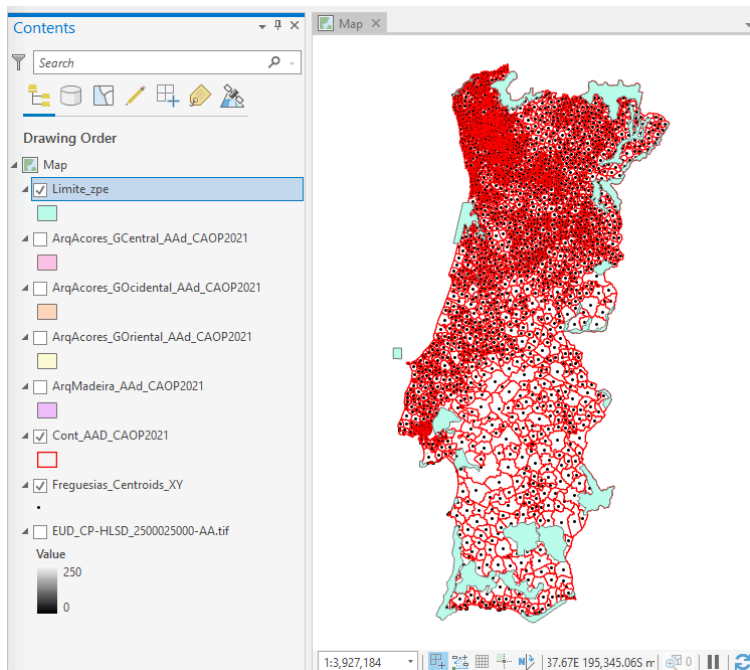 Contents
Search
Drawing Order
Map
Limite_zpe
ArqAcores_GCentral_AAd_CAOP2021
ArqAcores_GOcidental_AAd_CAOP2021
ArqAcores_GOriental_AAd_CAOP2021
ArqMadeira_AAd_CAOP2021
Cont_AAD_CAOP2021
Freguesias_Centroids_XY
EUD_CP-HLSD_2500025000-AA.tif
Value
250
0
Map
1:3,927,184
37.67E 195,345.06S m
0